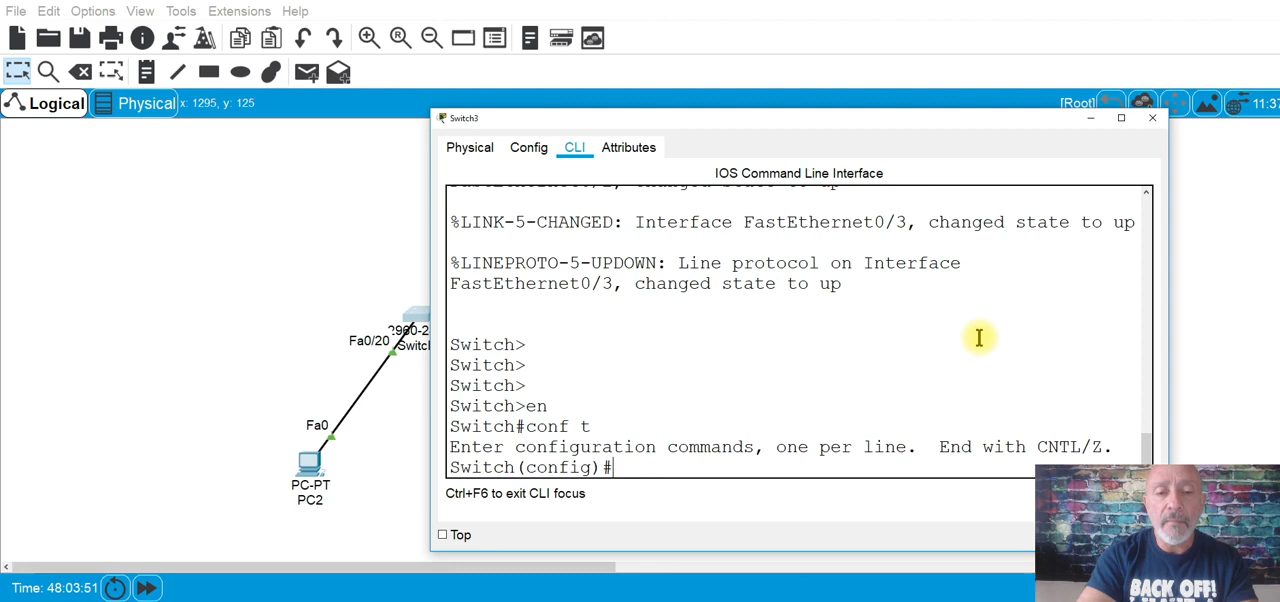 File Edit Options View Tools Extensions Help
Logical Physical x: 1295, y: 125 [Root] 11:37
Switch3
Physical Config CLI Attributes
IOS Command Line Interface
%LINK-5-CHANGED: Interface FastEthernet0/3, changed state to up
%LINEPROTO-5-UPDOWN: Line protocol on Interface
FastEthernet0/3, changed state to up
Switch>
Switch>
Switch>
Switch>en
Switch#conf t
Enter configuration commands, one per line. End with CNTL/Z.
Switch(config)#
Ctrl+F6 to exit CLI focus
Top
Fa0/20
Fa0
PC-PT
PC2
Time: 48:03:51
BACK OFF!